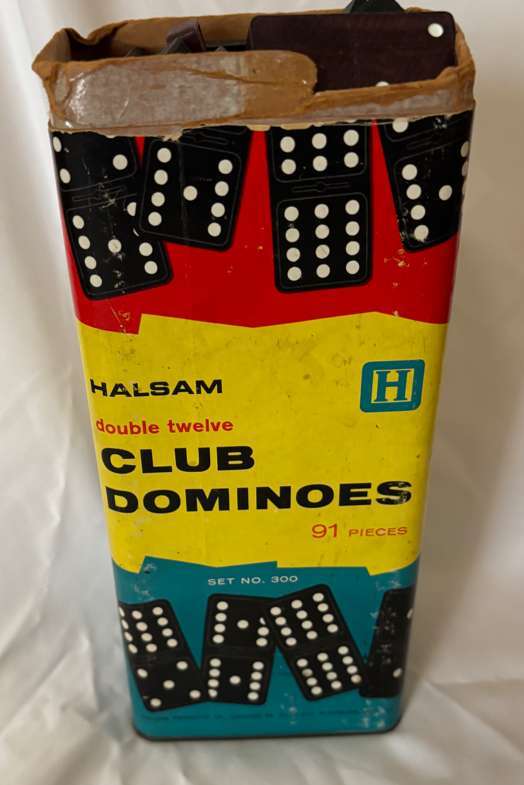 HALSAM
H
double twelve
CLUB
DOMINOES
91 PIECES
SET NO. 300